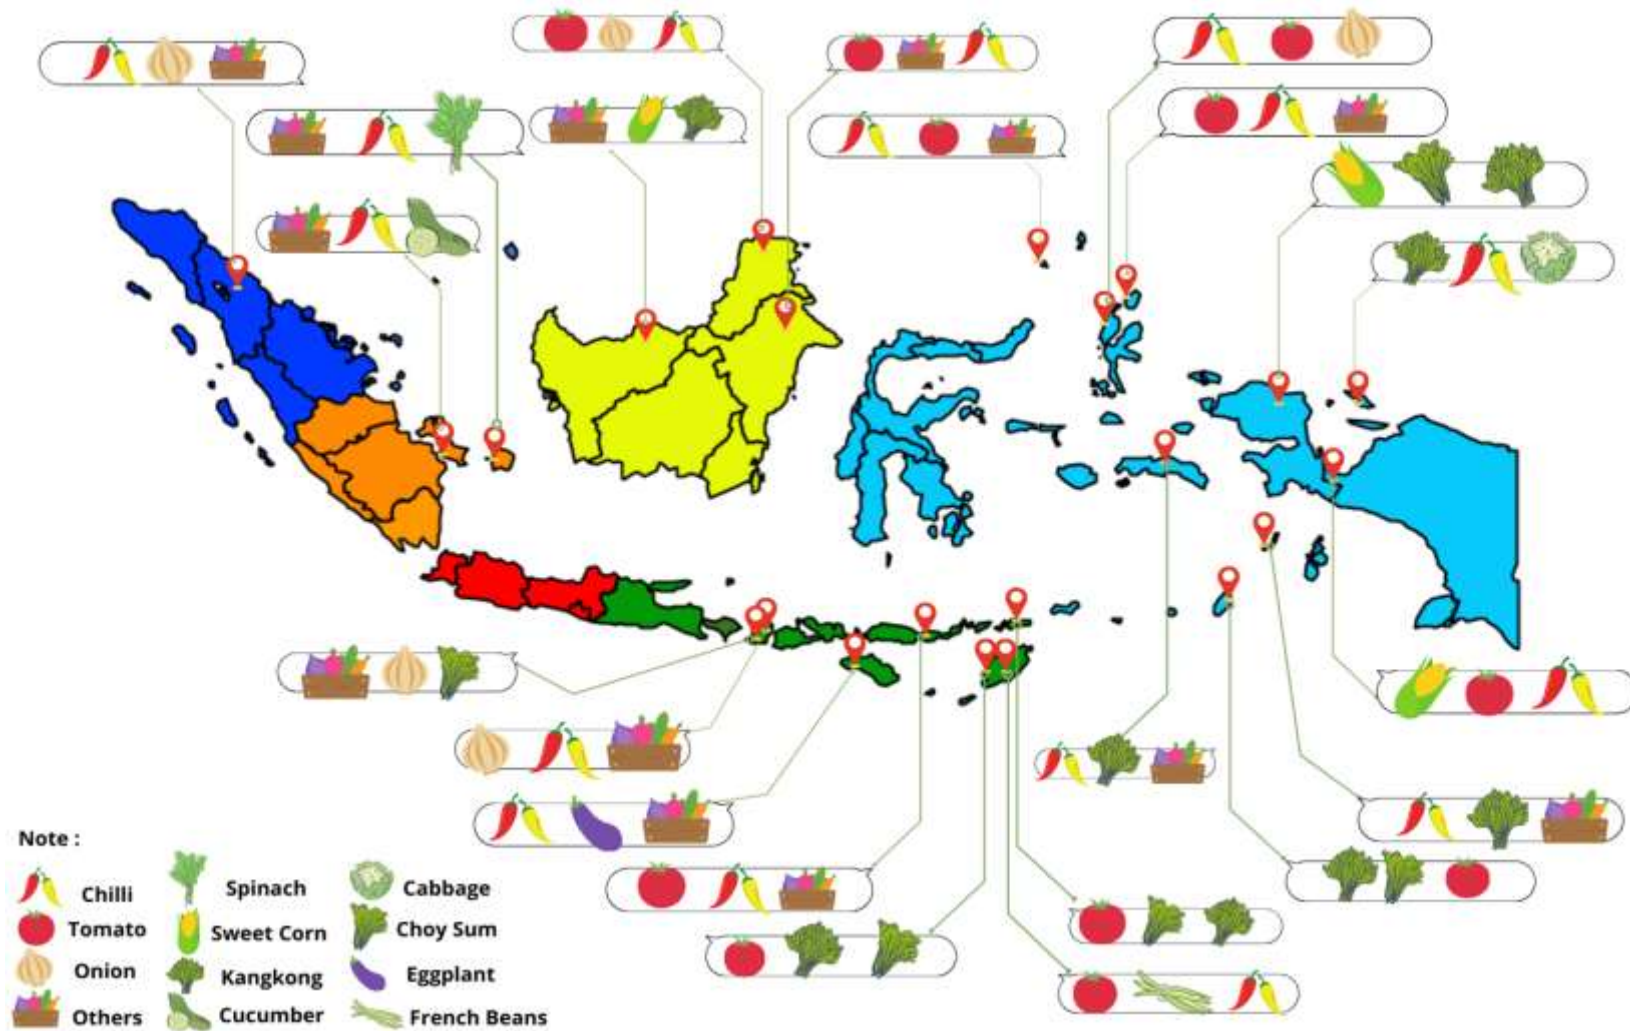 Note :
Chilli
Spinach
Cabbage
Tomato
Sweet Corn
Choy Sum
Onion
Kangkong
Eggplant
Others
Cucumber
French Beans